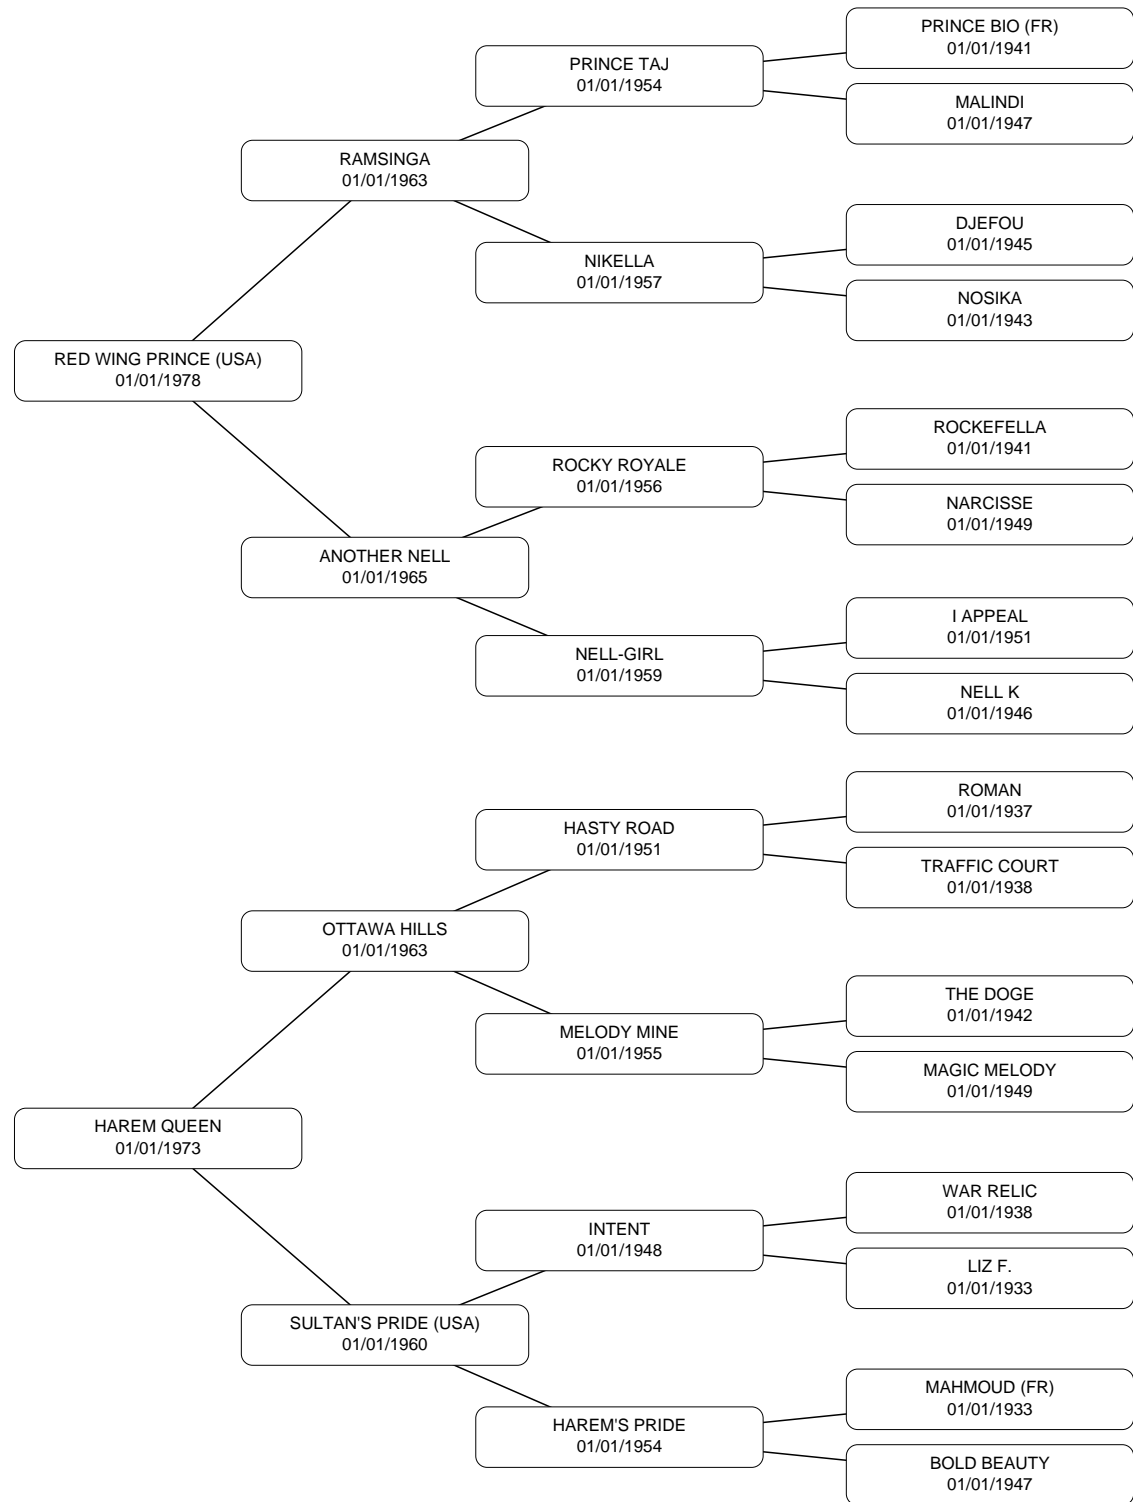 PRINCE BIO (FR)
01/01/1941
PRINCE TAJ
01/01/1954
MALINDI
01/01/1947
RAMSINGA
01/01/1963
DJEFOU
01/01/1945
NIKELLA
01/01/1957
NOSIKA
01/01/1943
RED WING PRINCE (USA)
01/01/1978
ROCKEFELLA
01/01/1941
ROCKY ROYALE
01/01/1956
NARCISSE
01/01/1949
ANOTHER NELL
01/01/1965
I APPEAL
01/01/1951
NELL-GIRL
01/01/1959
NELL K
01/01/1946
ROMAN
01/01/1937
HASTY ROAD
01/01/1951
TRAFFIC COURT
01/01/1938
OTTAWA HILLS
01/01/1963
THE DOGE
01/01/1942
MELODY MINE
01/01/1955
MAGIC MELODY
01/01/1949
HAREM QUEEN
01/01/1973
WAR RELIC
01/01/1938
INTENT
01/01/1948
LIZ F.
01/01/1933
SULTAN'S PRIDE (USA)
01/01/1960
MAHMOUD (FR)
01/01/1933
HAREM'S PRIDE
01/01/1954
BOLD BEAUTY
01/01/1947